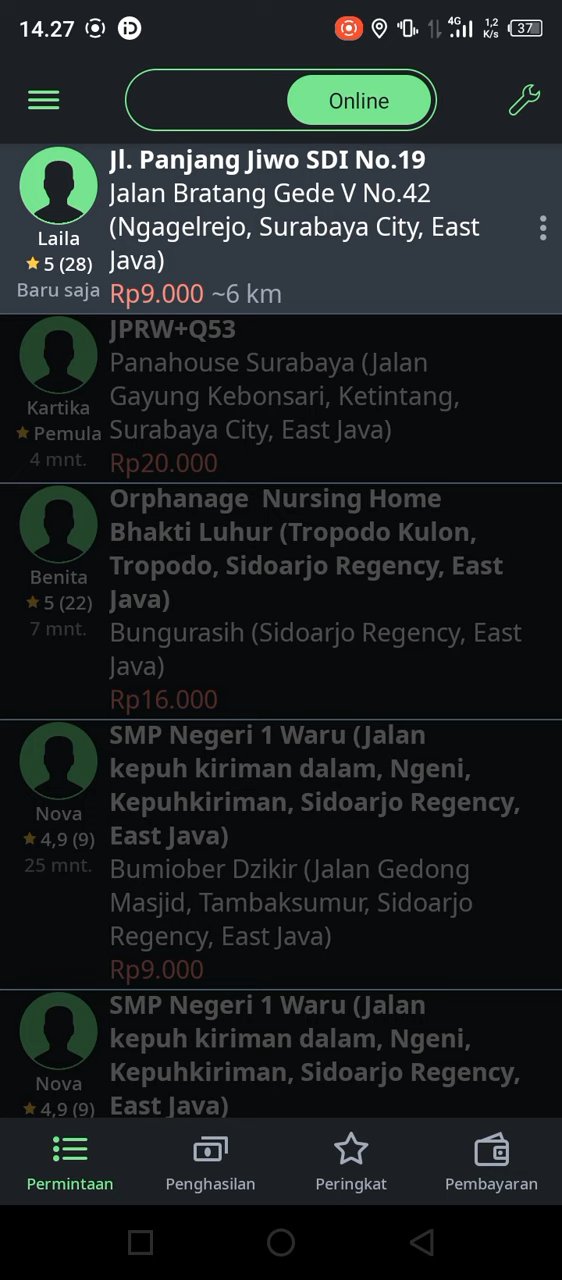 14.27
4G
1,2
K/s
37
Online
Jl. Panjang Jiwo SDI No.19
Jalan Bratang Gede V No.42
(Ngagelrejo, Surabaya City, East
Java)
Rp9.000 ~6 km
Laila
5 (28)
Baru saja
JPRW+Q53
Panahouse Surabaya (Jalan
Gayung Kebonsari, Ketintang,
Surabaya City, East Java)
Rp20.000
Kartika
Pemula
4 mnt.
Orphanage Nursing Home
Bhakti Luhur (Tropodo Kulon,
Tropodo, Sidoarjo Regency, East
Java)
Bungurasih (Sidoarjo Regency, East
Java)
Rp16.000
Benita
5 (22)
7 mnt.
SMP Negeri 1 Waru (Jalan
kepuh kiriman dalam, Ngeni,
Kepuhkiriman, Sidoarjo Regency,
East Java)
Bumiober Dzikir (Jalan Gedong
Masjid, Tambaksumur, Sidoarjo
Regency, East Java)
Rp9.000
Nova
4,9 (9)
25 mnt.
SMP Negeri 1 Waru (Jalan
kepuh kiriman dalam, Ngeni,
Kepuhkiriman, Sidoarjo Regency,
East Java)
Nova
4,9 (9)
Permintaan
Penghasilan
Peringkat
Pembayaran